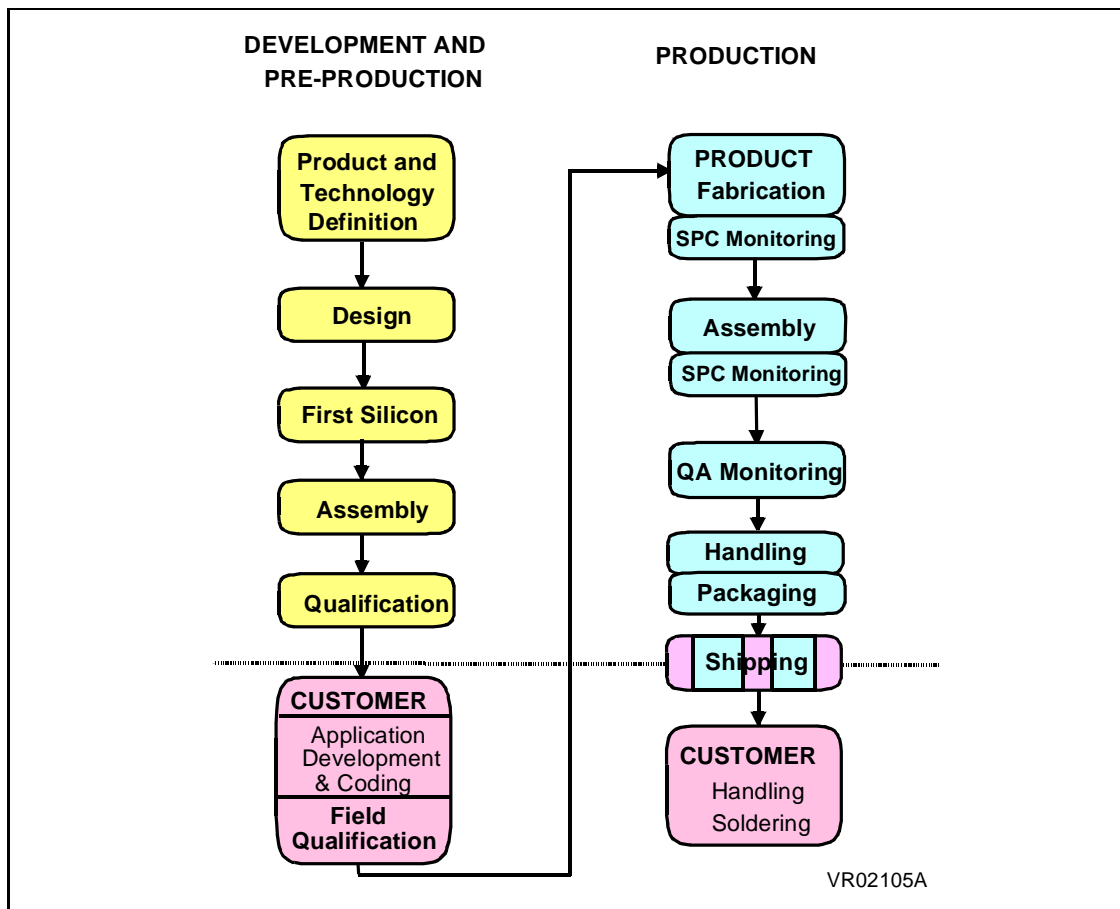 DEVELOPMENT AND
PRE-PRODUCTION
Product and
Technology
Definition
Design
First Silicon
Assembly
Qualification
CUSTOMER
Application
Development
& Coding
Field
Qualification
PRODUCTION
PRODUCT
Fabrication
SPC Monitoring
Assembly
SPC Monitoring
QA Monitoring
Handling
Packaging
Shipping
CUSTOMER
Handling
Soldering
VR02105A